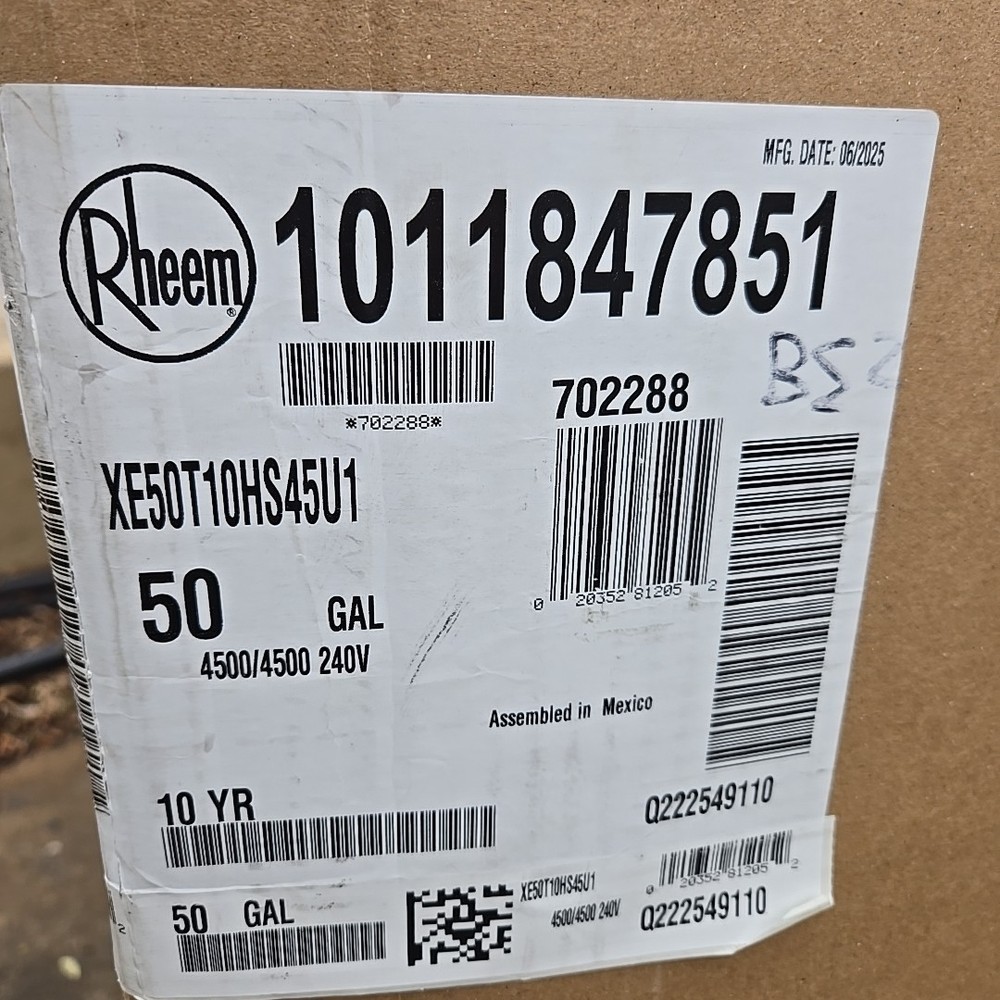 MFG. DATE: 06/2025
Rheem®
1011847851
*702288*
702288
XE50T10HS45U1
0 20352 81205 2
50 GAL
4500/4500 240V
Assembled in Mexico
10 YR
Q222549110
XE50T10HS45U1
0 20352 81205 2
50 GAL
4500/4500 240V
Q222549110
2